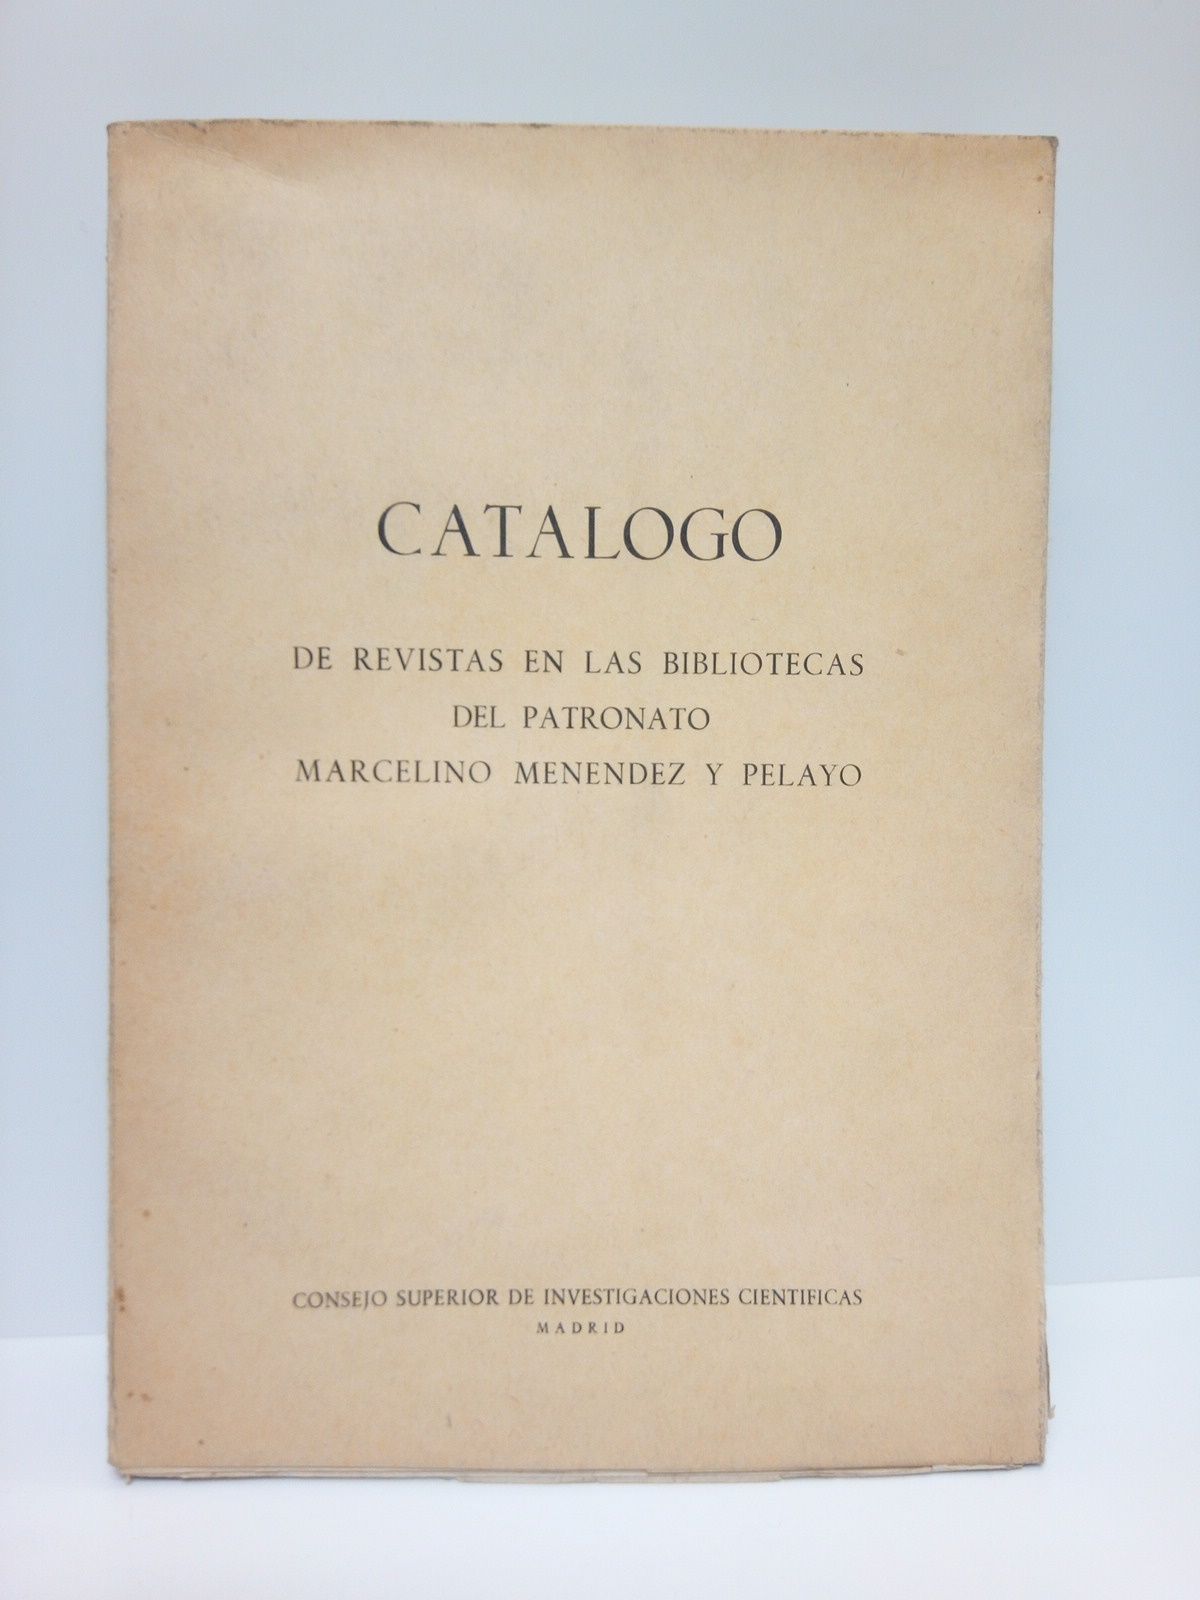 CATALOGO
DE REVISTAS EN LAS BIBLIOTECAS
DEL PATRONATO
MARCELINO MENENDEZ Y PELAYO
CONSEJO SUPERIOR DE INVESTIGACIONES CIENTIFICAS
MADRID